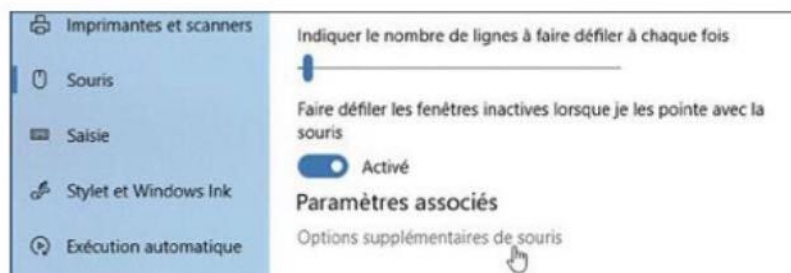 Imprimantes et scanners
Souris
Saisie
Stylet et Windows Ink
Exécution automatique
Indiquer le nombre de lignes à faire défiler à chaque fois
Faire défiler les fenêtres inactives lorsque je les pointe avec la
souris
Activé
Paramètres associés
Options supplémentaires de souris